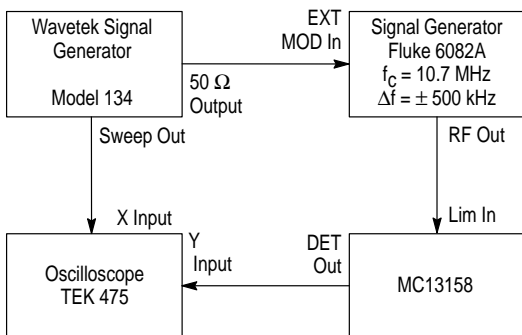 Wavetek Signal
Generator
Model 134
50 Ω
Output
EXT
MOD In
Signal Generator
Fluke 6082A
fC = 10.7 MHz
Δf = ± 500 kHz
Sweep Out
RF Out
X Input
Y
Input
DET
Out
Lim In
Oscilloscope
TEK 475
MC13158